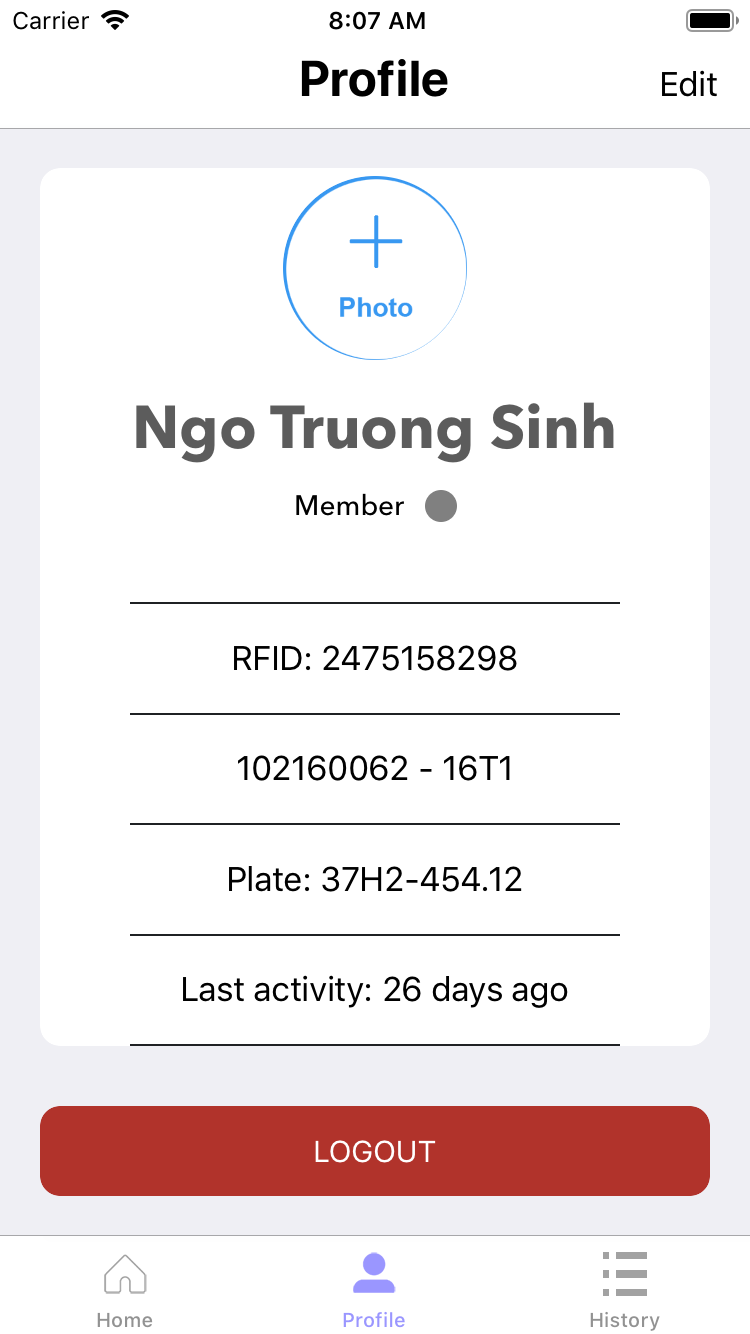 Carrier 8:07 AM
Profile Edit
Photo
Ngo Truong Sinh
Member
RFID: 2475158298
102160062 - 16T1
Plate: 37H2-454.12
Last activity: 26 days ago
LOGOUT
Home Profile History